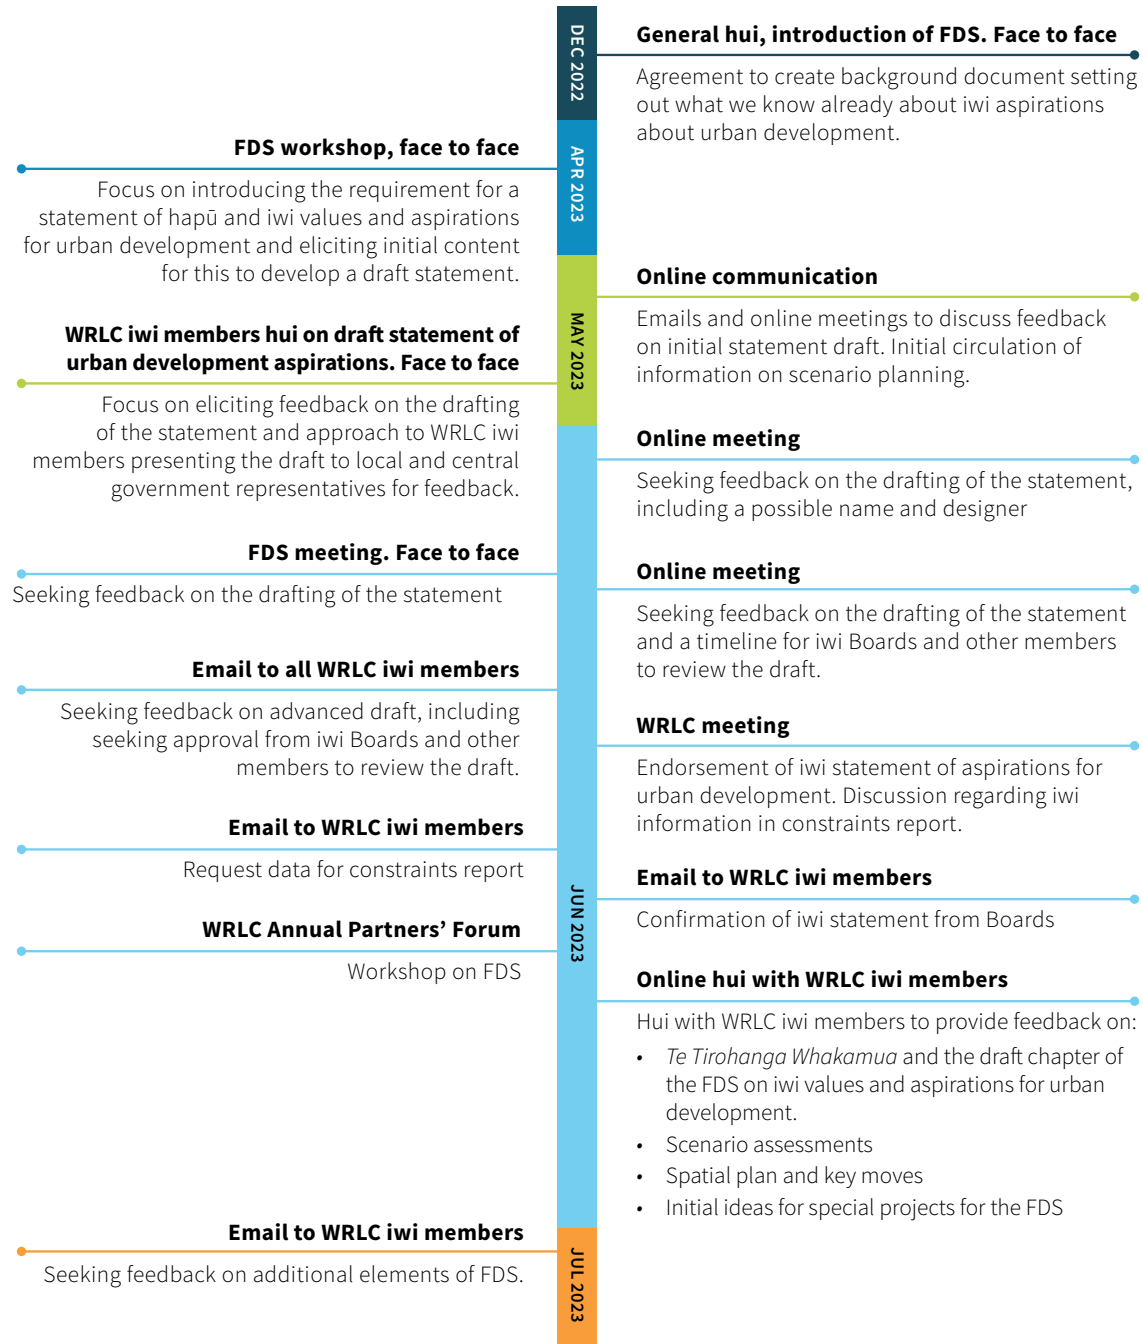 DEC 2022
General hui, introduction of FDS. Face to face
Agreement to create background document setting
out what we know already about iwi aspirations
about urban development.
APR 2023
FDS workshop, face to face
Focus on introducing the requirement for a
statement of hapū and iwi values and aspirations
for urban development and eliciting initial content
for this to develop a draft statement.
MAY 2023
Online communication
Emails and online meetings to discuss feedback
on initial statement draft. Initial circulation of
information on scenario planning.
WRLC iwi members hui on draft statement of
urban development aspirations. Face to face
Focus on eliciting feedback on the drafting
of the statement and approach to WRLC iwi
members presenting the draft to local and central
government representatives for feedback.
JUN 2023
Online meeting
Seeking feedback on the drafting of the statement,
including a possible name and designer
FDS meeting. Face to face
Seeking feedback on the drafting of the statement
Online meeting
Seeking feedback on the drafting of the statement
and a timeline for iwi Boards and other members
to review the draft.
Email to all WRLC iwi members
Seeking feedback on advanced draft, including
seeking approval from iwi Boards and other
members to review the draft.
WRLC meeting
Endorsement of iwi statement of aspirations for
urban development. Discussion regarding iwi
information in constraints report.
Email to WRLC iwi members
Request data for constraints report
Email to WRLC iwi members
Confirmation of iwi statement from Boards
WRLC Annual Partners’ Forum
Workshop on FDS
Online hui with WRLC iwi members
Hui with WRLC iwi members to provide feedback on:
• Te Tirohanga Whakamua and the draft chapter of
the FDS on iwi values and aspirations for urban
development.
• Scenario assessments
• Spatial plan and key moves
• Initial ideas for special projects for the FDS
JUL 2023
Email to WRLC iwi members
Seeking feedback on additional elements of FDS.